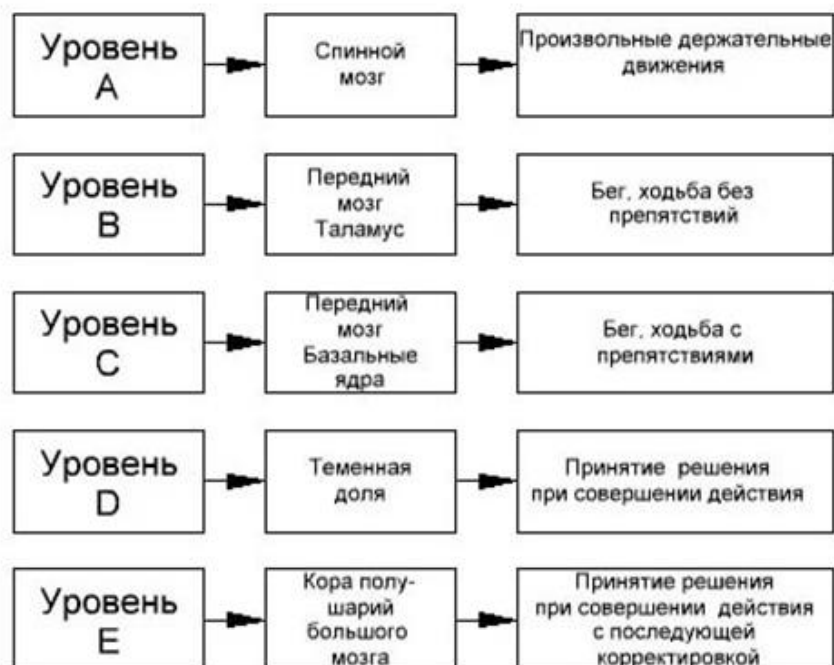 Уровень
A
Спинной
мозг
Произвольные держательные
движения
Уровень
B
Передний
мозг
Таламус
Бег, ходьба без
препятствий
Уровень
C
Передний
мозг
Базальные
ядра
Бег, ходьба с
препятствиями
Уровень
D
Теменная
доля
Принятие решения
при совершении действия
Уровень
E
Кора полу-
шарий
большого
мозга
Принятие решения
при совершении действия
с последующей
корректировкой